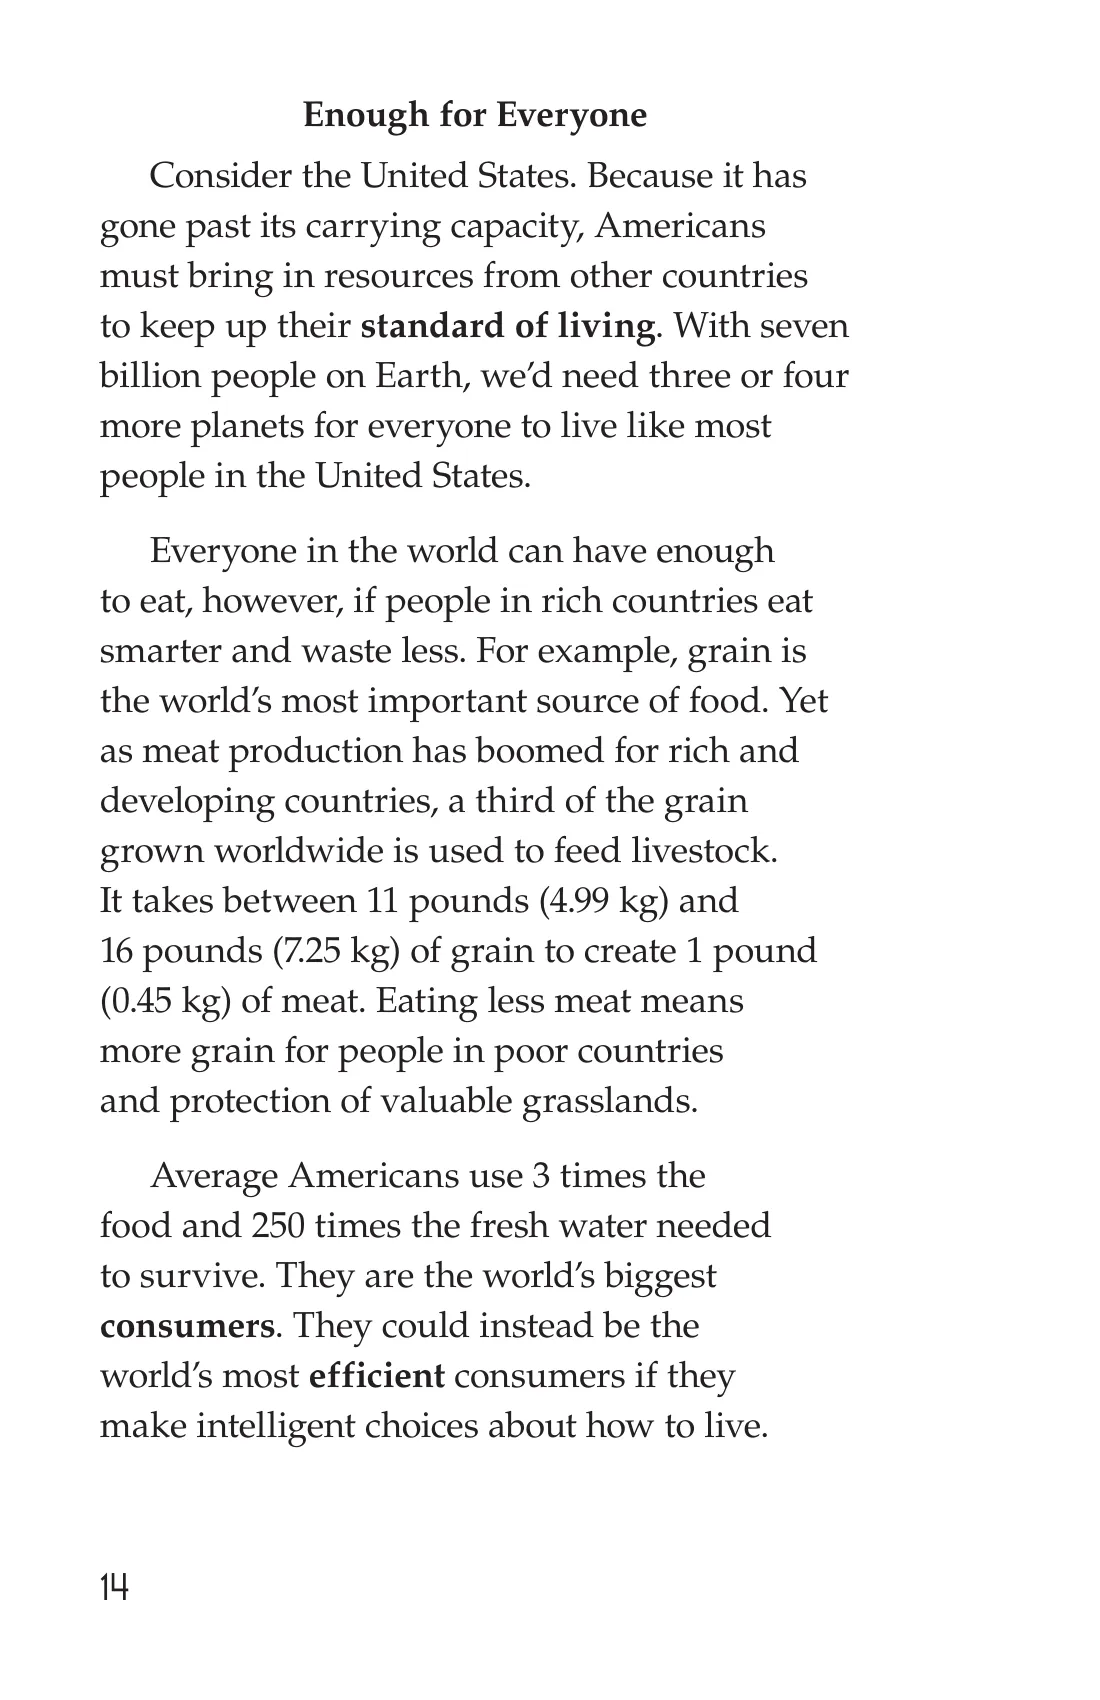 Enough for Everyone
Consider the United States. Because it has
gone past its carrying capacity, Americans
must bring in resources from other countries
to keep up their standard of living. With seven
billion people on Earth, we’d need three or four
more planets for everyone to live like most
people in the United States.
Everyone in the world can have enough
to eat, however, if people in rich countries eat
smarter and waste less. For example, grain is
the world’s most important source of food. Yet
as meat production has boomed for rich and
developing countries, a third of the grain
grown worldwide is used to feed livestock.
It takes between 11 pounds (4.99 kg) and
16 pounds (7.25 kg) of grain to create 1 pound
(0.45 kg) of meat. Eating less meat means
more grain for people in poor countries
and protection of valuable grasslands.
Average Americans use 3 times the
food and 250 times the fresh water needed
to survive. They are the world’s biggest
consumers. They could instead be the
world’s most efficient consumers if they
make intelligent choices about how to live.
14